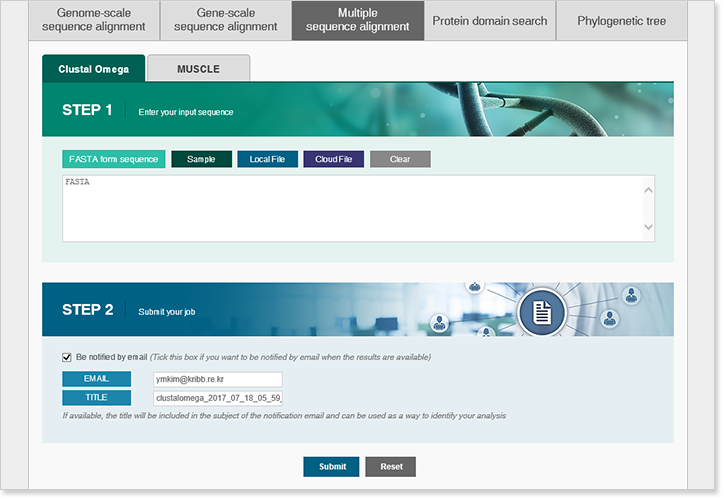 Genome-scale
sequence alignment
Gene-scale
sequence alignment
Multiple
sequence alignment
Protein domain search
Phylogenetic tree
Clustal Omega
MUSCLE
STEP 1
Enter your input sequence
FASTA form sequence
Sample
Local File
Cloud File
Clear
FASTA
STEP 2
Submit your job
Be notified by email (Tick this box if you want to be notified by email when the results are available)
EMAIL
ymkim@kribb.re.kr
TITLE
clustalomega_2017_07_18_05_59_
If available, the title will be included in the subject of the notification email and can be used as a way to identify your analysis
Submit
Reset